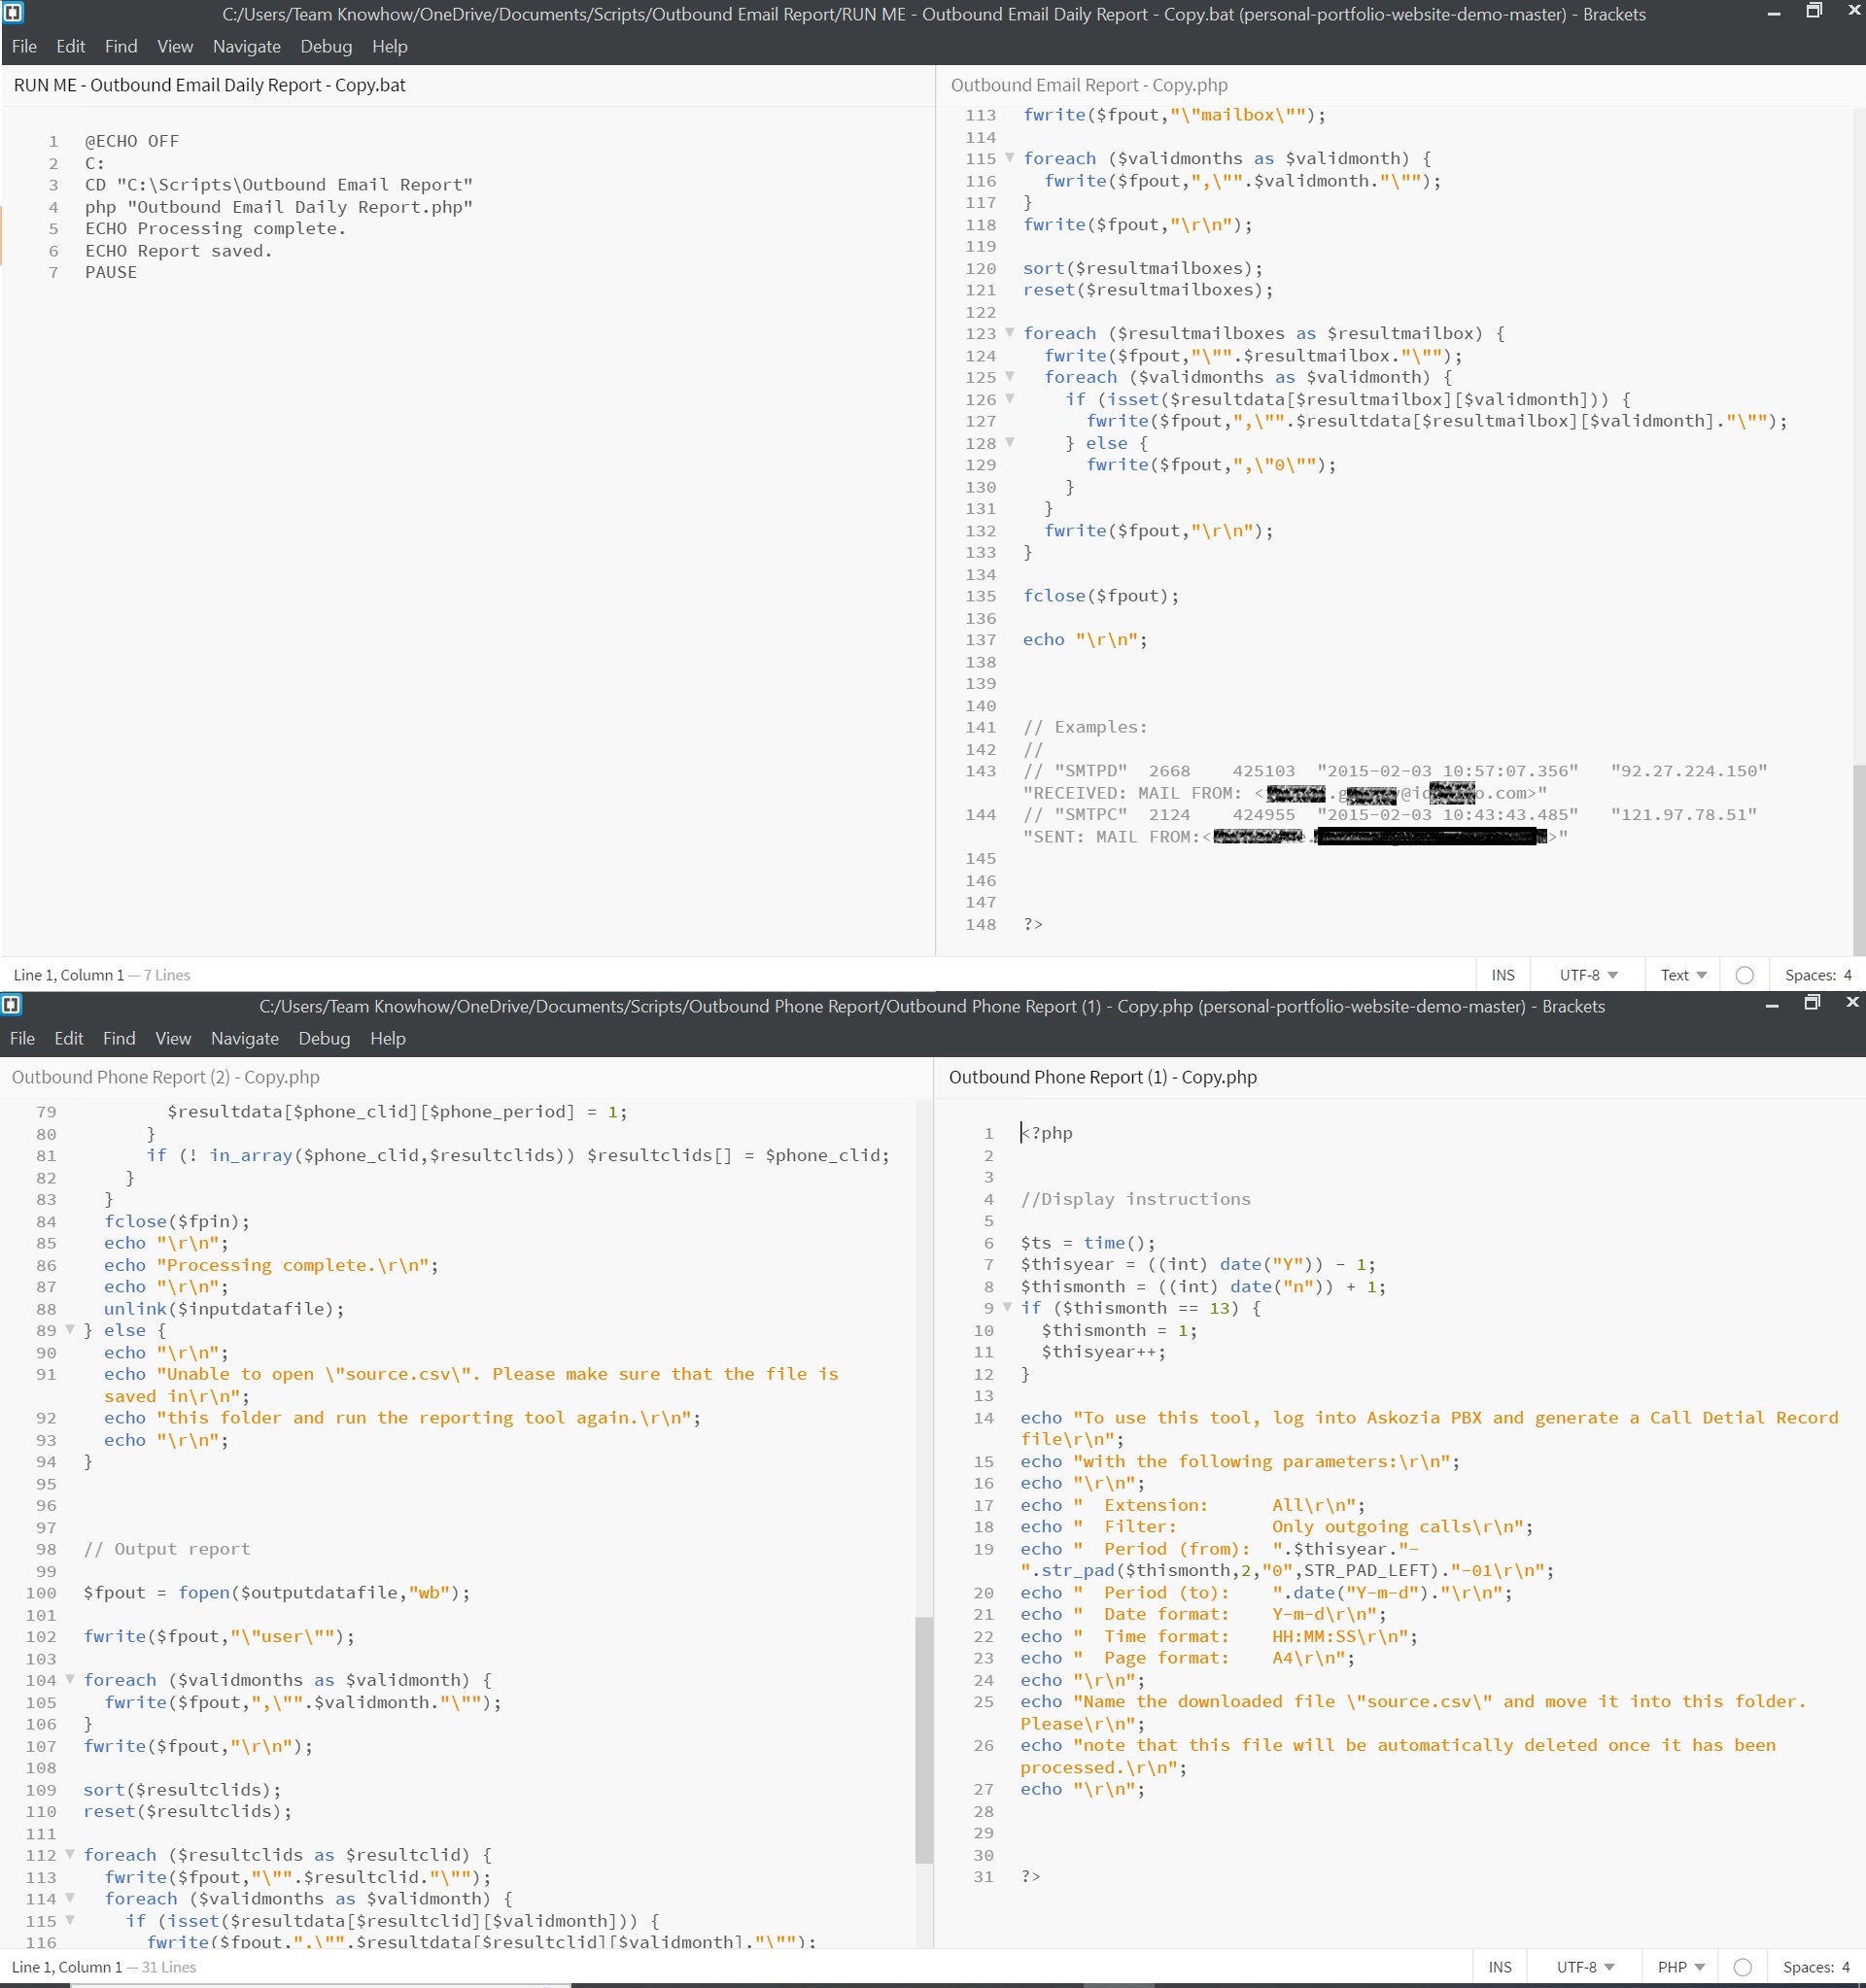 C:/Users/Team Knowhow/OneDrive/Documents/Scripts/Outbound Email Report/RUN ME - Outbound Email Daily Report - Copy.bat (personal-portfolio-website-demo-master) - Brackets
File Edit Find View Navigate Debug Help
RUN ME - Outbound Email Daily Report - Copy.bat
1 @ECHO OFF
2 C:
3 CD "C:\Scripts\Outbound Email Report"
4 php "Outbound Email Daily Report.php"
5 ECHO Processing complete.
6 ECHO Report saved.
7 PAUSE
Outbound Email Report - Copy.php
113 fwrite($fpout,"\"mailbox\"");
114
115 foreach ($validmonths as $validmonth) {
116   fwrite($fpout,",\"".$validmonth."\"");
117 }
118 fwrite($fpout,"\r\n");
119
120 sort($resultmailboxes);
121 reset($resultmailboxes);
122
123 foreach ($resultmailboxes as $resultmailbox) {
124   fwrite($fpout,"\"".$resultmailbox."\"");
125   foreach ($validmonths as $validmonth) {
126     if (isset($resultdata[$resultmailbox][$validmonth])) {
127       fwrite($fpout,",\"".$resultdata[$resultmailbox][$validmonth]."\"");
128     } else {
129       fwrite($fpout,",\"0\"");
130     }
131   }
132   fwrite($fpout,"\r\n");
133 }
134
135 fclose($fpout);
136
137 echo "\r\n";
138
139
140
141 // Examples:
142 //
143 // "SMTPD"  2668    425103  "2015-02-03 10:57:07.356"   "92.27.224.150"
"RECEIVED: MAIL FROM: <
144 // "SMTPC"  2124    424955  "2015-02-03 10:43:43.485"   "121.97.78.51"
"SENT: MAIL FROM:< >"
145
146
147
148 ?>
Line 1, Column 1 — 7 Lines
INS UTF-8 Text Spaces: 4
C:/Users/Team Knowhow/OneDrive/Documents/Scripts/Outbound Phone Report/Outbound Phone Report (1) - Copy.php (personal-portfolio-website-demo-master) - Brackets
File Edit Find View Navigate Debug Help
Outbound Phone Report (2) - Copy.php
79         $resultdata[$phone_clid][$phone_period] = 1;
80       }
81       if (! in_array($phone_clid,$resultclids)) $resultclids[] = $phone_clid;
82     }
83   }
84   fclose($fpin);
85   echo "\r\n";
86   echo "Processing complete.\r\n";
87   echo "\r\n";
88   unlink($inputdatafile);
89 } else {
90   echo "\r\n";
91   echo "Unable to open \"source.csv\". Please make sure that the file is
saved in\r\n";
92   echo "this folder and run the reporting tool again.\r\n";
93   echo "\r\n";
94 }
95
96
97
98 // Output report
99
100 $fpout = fopen($outputdatafile,"wb");
101
102 fwrite($fpout,"\"user\"");
103
104 foreach ($validmonths as $validmonth) {
105   fwrite($fpout,",\"".$validmonth."\"");
106 }
107 fwrite($fpout,"\r\n");
108
109 sort($resultclids);
110 reset($resultclids);
111
112 foreach ($resultclids as $resultclid) {
113   fwrite($fpout,"\"".$resultclid."\"");
114   foreach ($validmonths as $validmonth) {
115     if (isset($resultdata[$resultclid][$validmonth])) {
116       fwrite($fpout,",\"".$resultdata[$resultclid][$validmonth]."\"");
Outbound Phone Report (1) - Copy.php
1 <?php
2
3
4 //Display instructions
5
6 $ts = time();
7 $thisyear = ((int) date("Y")) - 1;
8 $thismonth = ((int) date("n")) + 1;
9 if ($thismonth == 13) {
10   $thismonth = 1;
11   $thisyear++;
12 }
13
14 echo "To use this tool, log into Askozia PBX and generate a Call Detial Record
file\r\n";
15 echo "with the following parameters:\r\n";
16 echo "\r\n";
17 echo "  Extension:      All\r\n";
18 echo "  Filter:         Only outgoing calls\r\n";
19 echo "  Period (from):  ".$thisyear."-
".str_pad($thismonth,2,"0",STR_PAD_LEFT)."-01\r\n";
20 echo "  Period (to):    ".date("Y-m-d")."\r\n";
21 echo "  Date format:    Y-m-d\r\n";
22 echo "  Time format:    HH:MM:SS\r\n";
23 echo "  Page format:    A4\r\n";
24 echo "\r\n";
25 echo "Name the downloaded file \"source.csv\" and move it into this folder.
Please\r\n";
26 echo "note that this file will be automatically deleted once it has been
processed.\r\n";
27 echo "\r\n";
28
29
30
31 ?>
Line 1, Column 1 — 31 Lines
INS UTF-8 PHP Spaces: 4